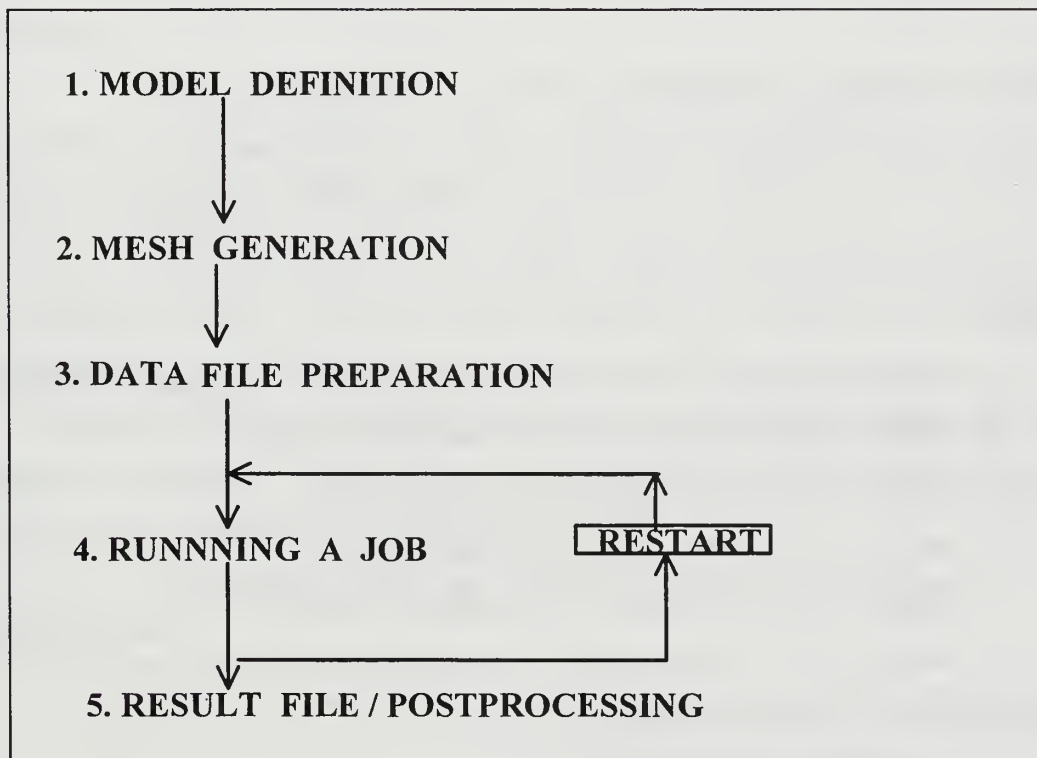 1. MODEL DEFINITION
2. MESH GENERATION
3. DATA FILE PREPARATION
4. RUNNNING A JOB
RESTART
5. RESULT FILE / POSTPROCESSING